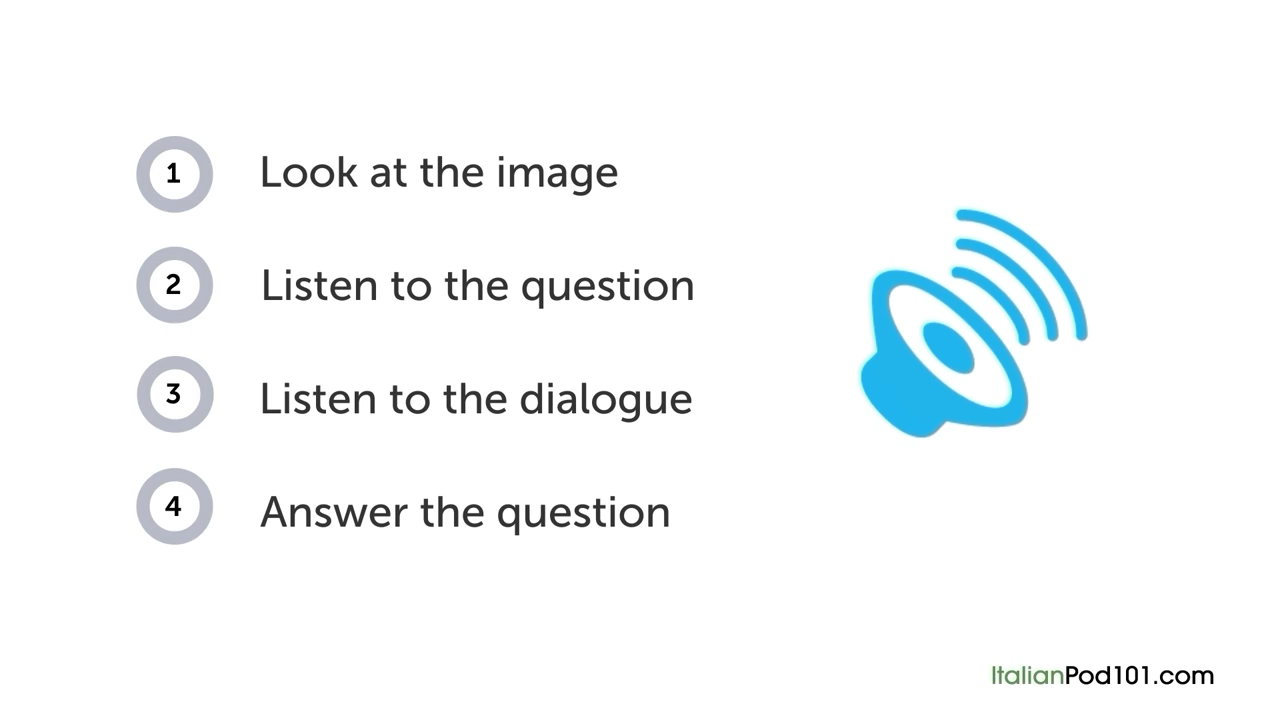 1 Look at the image
2 Listen to the question
3 Listen to the dialogue
4 Answer the question
ItalianPod101.com